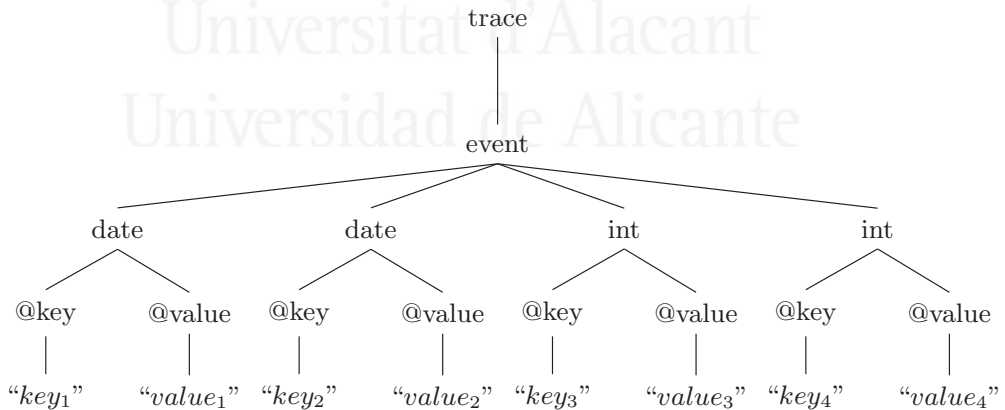 Universitat d'Alacant
Universidad de Alicante
trace
event
date date int int
@key @value @key @value @key @value @key @value
“key1” “value1” “key2” “value2” “key3” “value3” “key4” “value4”